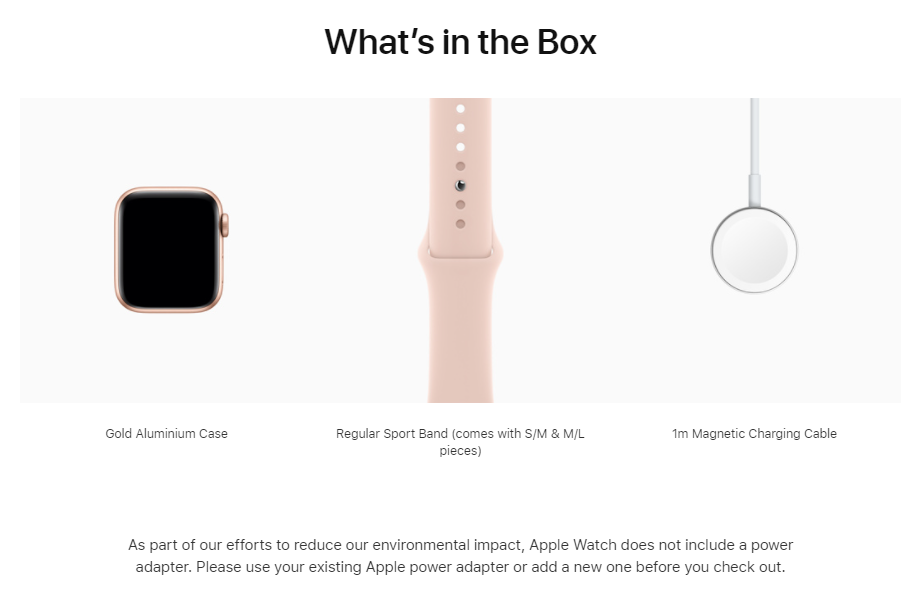 What's in the Box
Gold Aluminium Case
Regular Sport Band (comes with S/M & M/L
pieces)
1m Magnetic Charging Cable
As part of our efforts to reduce our environmental impact, Apple Watch does not include a power
adapter. Please use your existing Apple power adapter or add a new one before you check out.